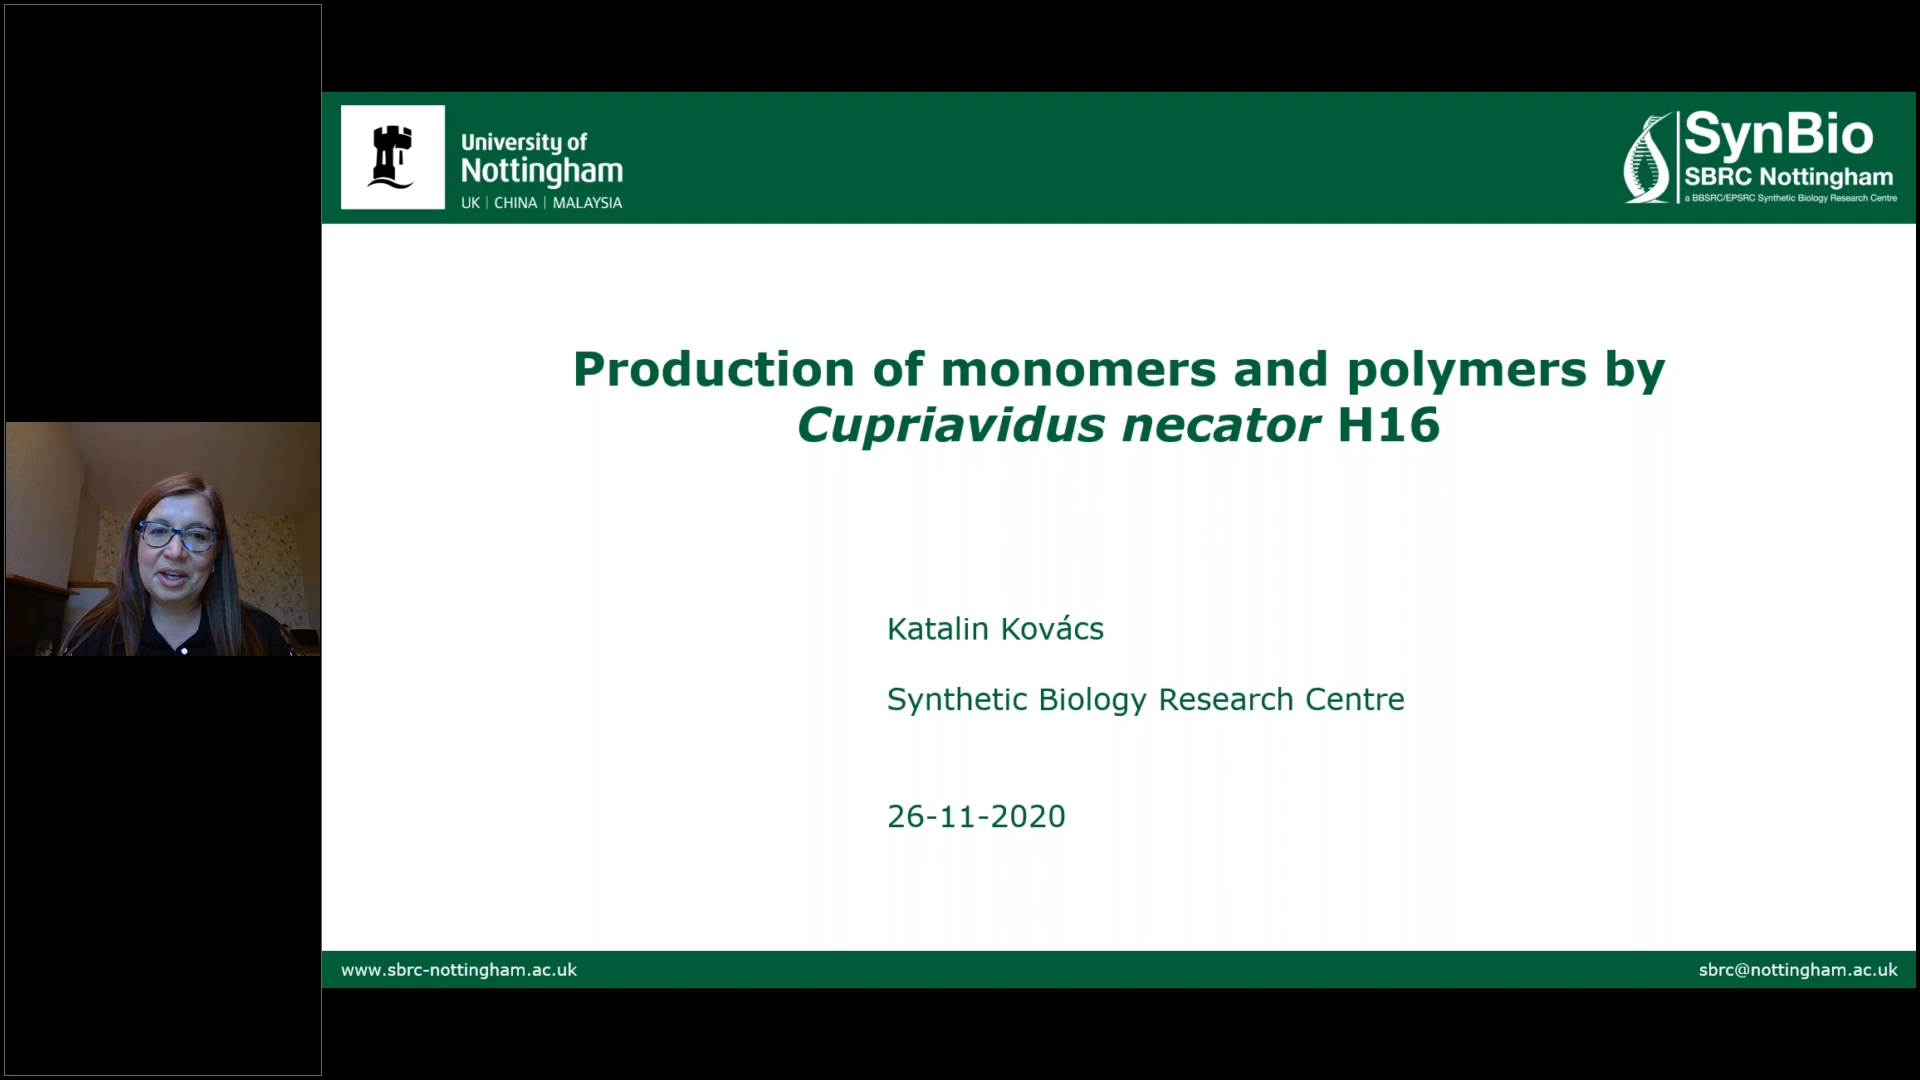 University of
Nottingham
UK | CHINA | MALAYSIA
SynBio
SBRC Nottingham
a BBSRC/EPSRC Synthetic Biology Research Centre
Production of monomers and polymers by
Cupriavidus necator H16
Katalin Kovács
Synthetic Biology Research Centre
26-11-2020
www.sbrc-nottingham.ac.uk
sbrc@nottingham.ac.uk